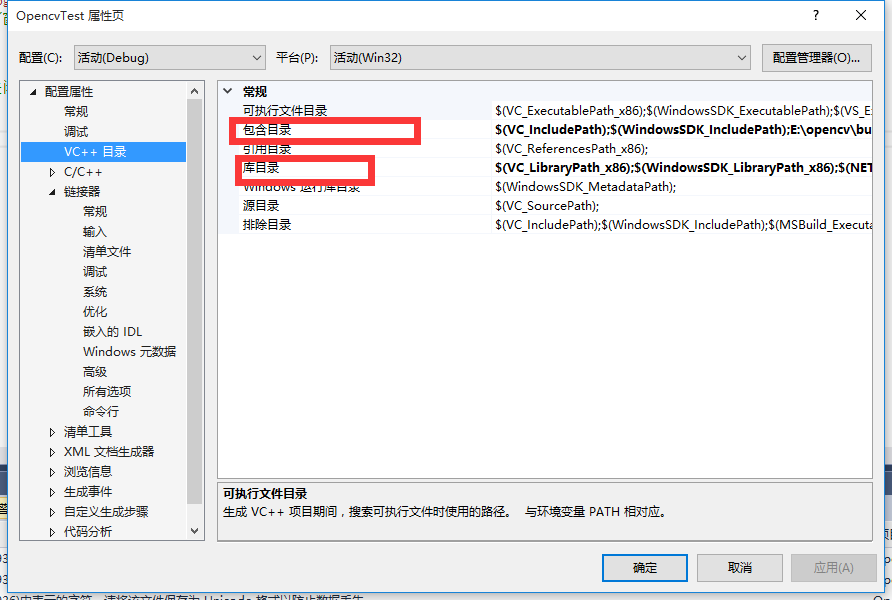 OpencvTest 属性页
配置(C): 活动(Debug) 平台(P): 活动(Win32) 配置管理器(O)...
配置属性
常规
调试
VC++ 目录
C/C++
链接器
常规
输入
清单文件
调试
系统
优化
嵌入的 IDL
Windows 元数据
高级
所有选项
命令行
清单工具
XML 文档生成器
浏览信息
生成事件
自定义生成步骤
代码分析
常规
可执行文件目录 $(VC_ExecutablePath_x86);$(WindowsSDK_ExecutablePath);$(VS_E
包含目录 $(VC_IncludePath);$(WindowsSDK_IncludePath);E:\opencv\bu
引用目录 $(VC_ReferencesPath_x86);
库目录 $(VC_LibraryPath_x86);$(WindowsSDK_LibraryPath_x86);$(NET
Windows 运行库目录 $(WindowsSDK_MetadataPath);
源目录 $(VC_SourcePath);
排除目录 $(VC_IncludePath);$(WindowsSDK_IncludePath);$(MSBuild_Executa
可执行文件目录
生成 VC++ 项目期间，搜索可执行文件时使用的路径。 与环境变量 PATH 相对应。
确定 取消 应用(A)